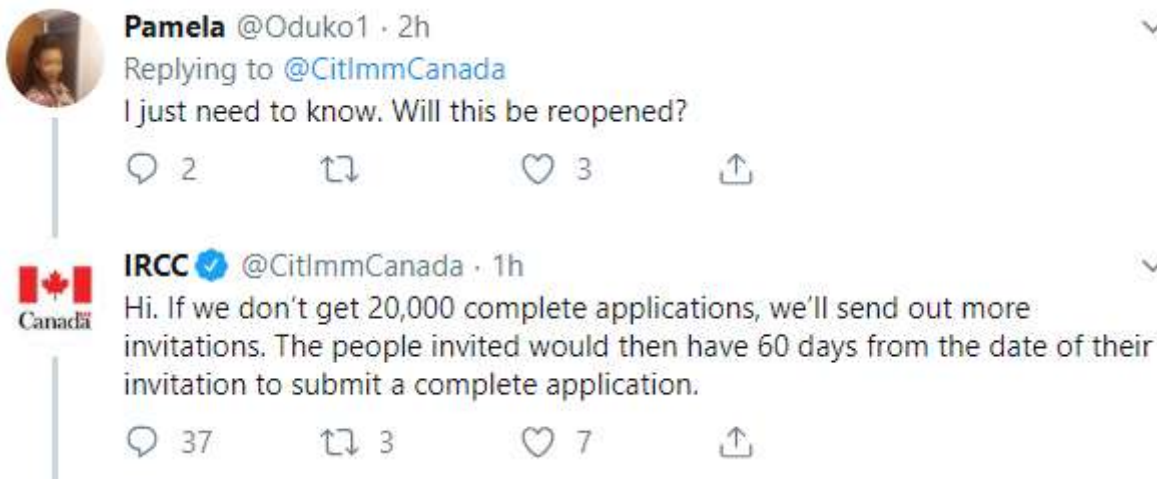 Pamela @Oduko1 · 2h
Replying to @CitImmCanada
I just need to know. Will this be reopened?
2 3
IRCC @CitImmCanada · 1h
Canada
Hi. If we don't get 20,000 complete applications, we'll send out more
invitations. The people invited would then have 60 days from the date of their
invitation to submit a complete application.
37 3 7